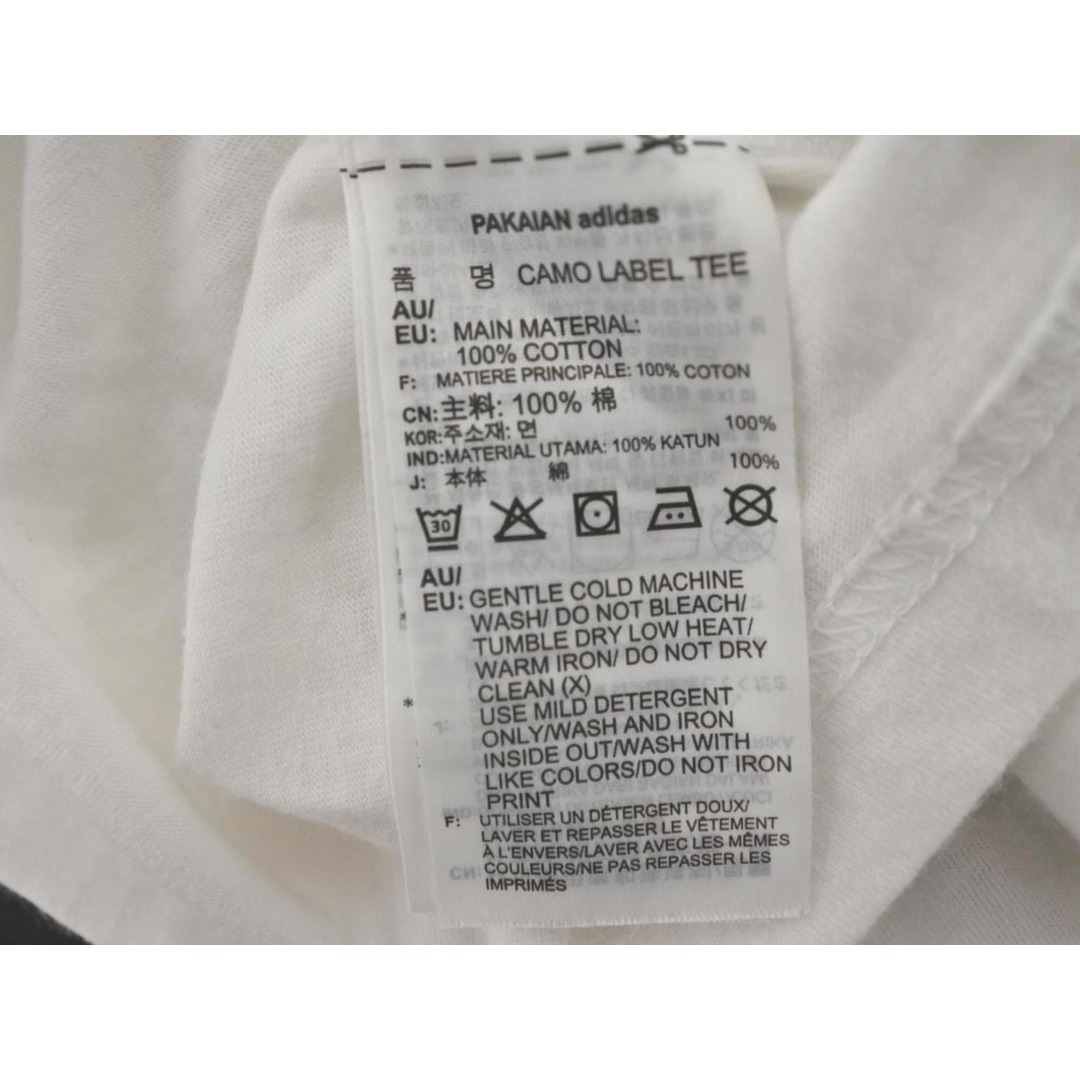 PAKAIAN adidas
품 명 CAMO LABEL TEE
AU/
EU: MAIN MATERIAL:
100% COTTON
F: MATIERE PRINCIPALE: 100% COTON
CN: 主料: 100% 棉
KOR: 주소재: 면 100%
IND: MATERIAL UTAMA: 100% KATUN
J: 本体 綿 100%
30
AU/
EU: GENTLE COLD MACHINE
WASH/ DO NOT BLEACH/
TUMBLE DRY LOW HEAT/
WARM IRON/ DO NOT DRY
CLEAN (X)
USE MILD DETERGENT
ONLY/WASH AND IRON
INSIDE OUT/WASH WITH
LIKE COLORS/DO NOT IRON
PRINT
F: UTILISER UN DÉTERGENT DOUX/
LAVER ET REPASSER LE VÊTEMENT
À L'ENVERS/LAVER AVEC LES MÊMES
COULEURS/NE PAS REPASSER LES
IMPRIMÉS